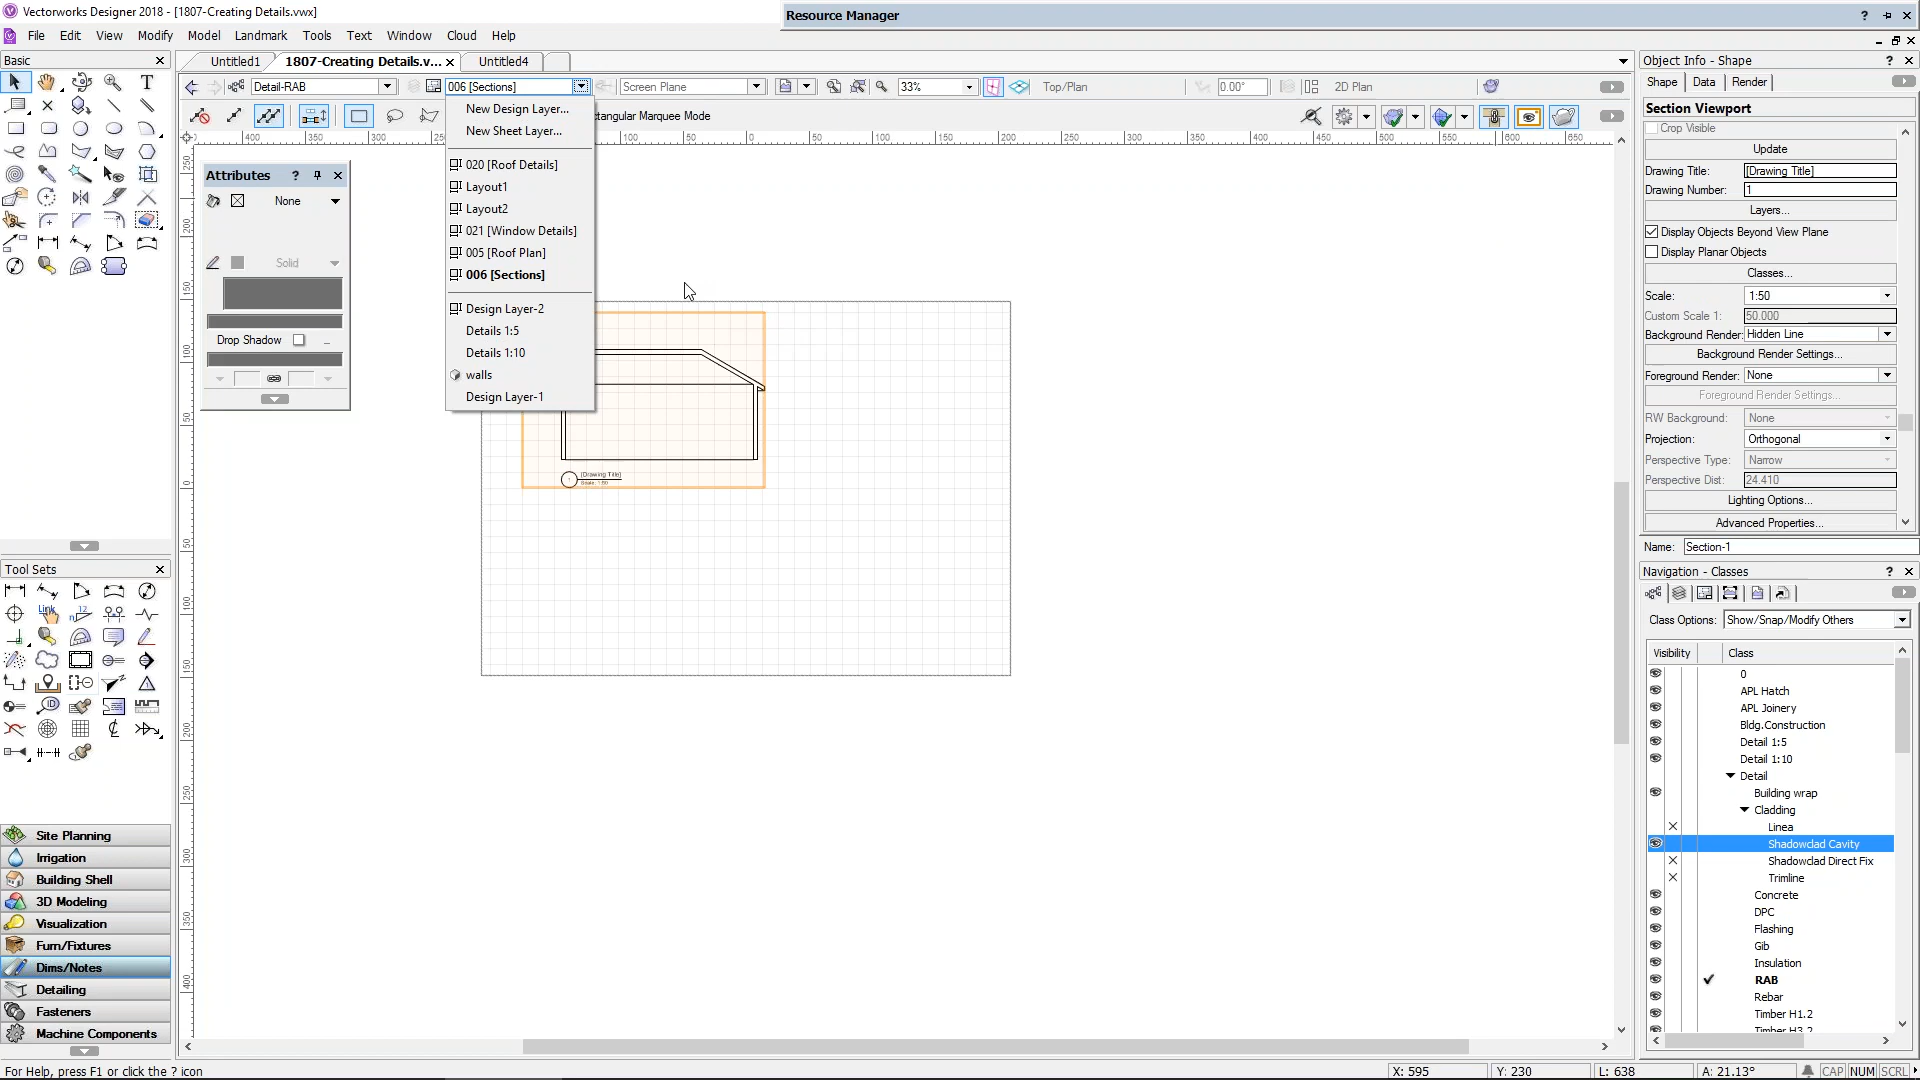 Vectorworks Designer 2018 - [1807-Creating Details.vwx]
Resource Manager
File Edit View Modify Model Landmark Tools Text Window Cloud Help
Basic
Untitled1
1807-Creating Details.v...
Untitled4
Detail-RAB
006 [Sections]
Screen Plane
33%
Top/Plan
0.00°
2D Plan
ctangular Marquee Mode
New Design Layer...
New Sheet Layer...
020 [Roof Details]
Layout1
Layout2
021 [Window Details]
005 [Roof Plan]
006 [Sections]
Design Layer-2
Details 1:5
Details 1:10
walls
Design Layer-1
Attributes
None
Solid
Drop Shadow
[Drawing Title]
Scale: 1:50
Tool Sets
Site Planning
Irrigation
Building Shell
3D Modeling
Visualization
Furn/Fixtures
Dims/Notes
Detailing
Fasteners
Machine Components
Object Info - Shape
Shape Data Render
Section Viewport
Crop Visible
Update
Drawing Title: [Drawing Title]
Drawing Number: 1
Layers...
Display Objects Beyond View Plane
Display Planar Objects
Classes...
Scale: 1:50
Custom Scale 1: 50.000
Background Render: Hidden Line
Background Render Settings...
Foreground Render: None
Foreground Render Settings...
RW Background: None
Projection: Orthogonal
Perspective Type: Narrow
Perspective Dist: 24.410
Lighting Options...
Advanced Properties...
Name: Section-1
Navigation - Classes
Class Options: Show/Snap/Modify Others
Visibility Class
0
APL Hatch
APL Joinery
Bldg.Construction
Detail 1:5
Detail 1:10
Detail
Building wrap
Cladding
Linea
Shadowclad Cavity
Shadowclad Direct Fix
Trimline
Concrete
DPC
Flashing
Gib
Insulation
RAB
Rebar
Timber H1.2
Timber H3.2
For Help, press F1 or click the ? icon
X: 595 Y: 230 L: 638 A: 21.13° CAP NUM SCRL